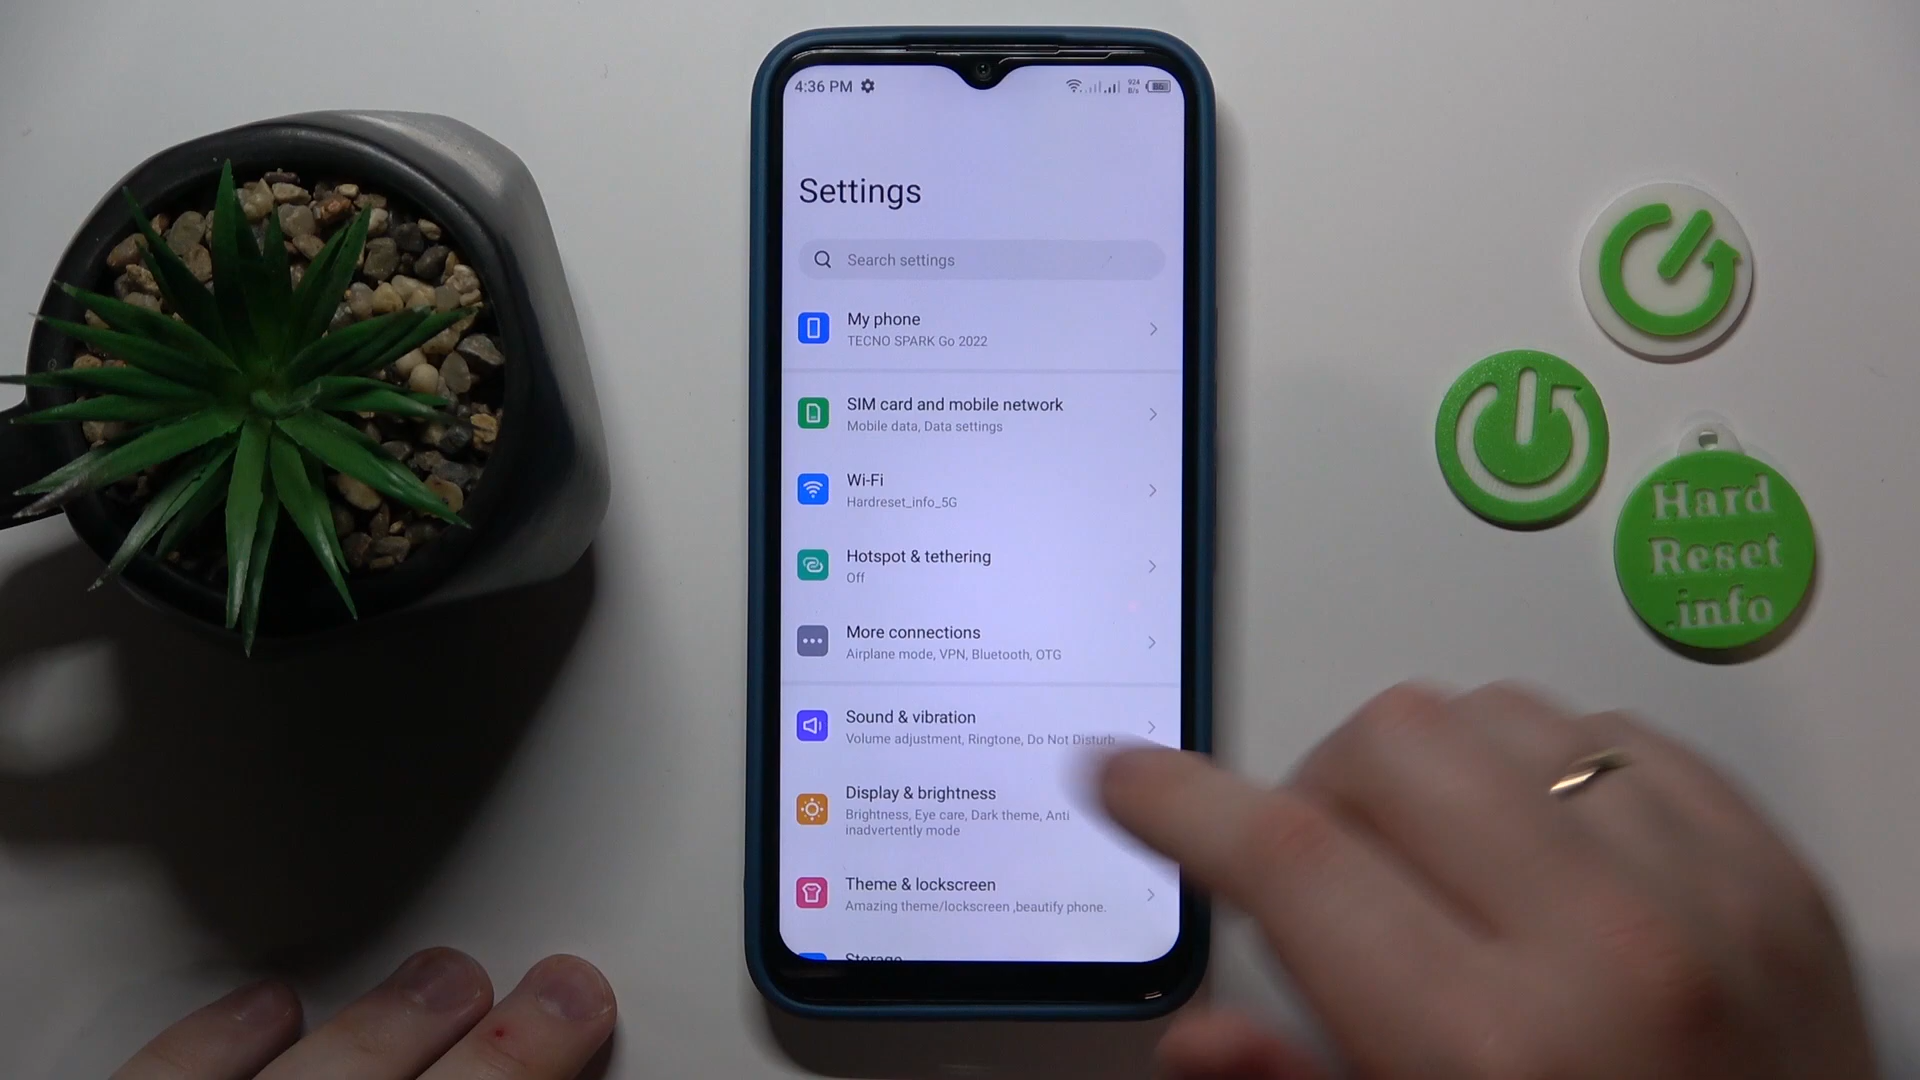 4:36 PM
924
B/s
Settings
Search settings
My phone
TECNO SPARK Go 2022
SIM card and mobile network
Mobile data, Data settings
Wi-Fi
Hardreset_info_5G
Hotspot & tethering
Off
More connections
Airplane mode, VPN, Bluetooth, OTG
Sound & vibration
Volume adjustment, Ringtone, Do Not Disturb
Display & brightness
Brightness, Eye care, Dark theme, Anti
inadvertently mode
Theme & lockscreen
Amazing theme/lockscreen ,beautify phone.
Storage
Hard
Reset
.info